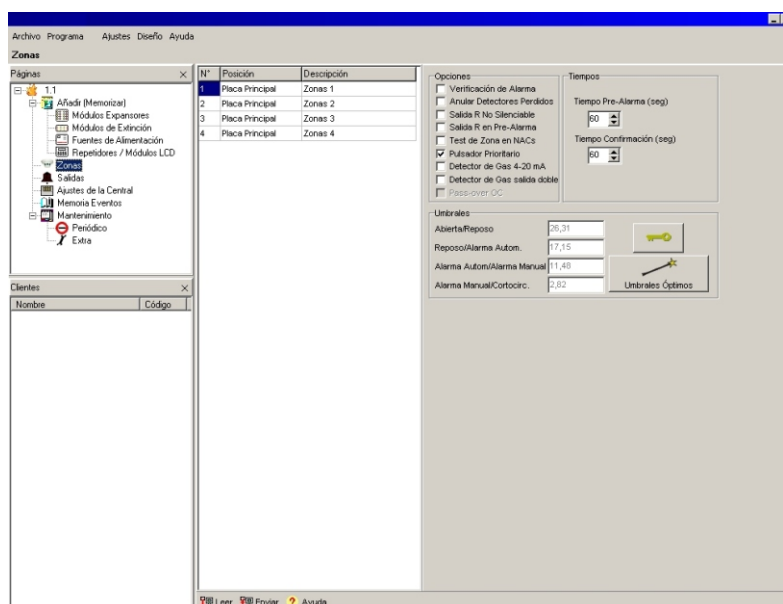 Archivo Programa Ajustes Diseño Ayuda
Zonas
Páginas
1.1
Añadir (Memorizar)
Módulos Expansores
Módulos de Extinción
Fuentes de Alimentación
Repetidores / Módulos LCD
Zonas
Salidas
Ajustes de la Central
Memoria Eventos
Mantenimiento
Periódico
Extra
Clientes
Nombre Código
N° Posición Descripción
1 Placa Principal Zonas 1
2 Placa Principal Zonas 2
3 Placa Principal Zonas 3
4 Placa Principal Zonas 4
Opciones
Verificación de Alarma
Anular Detectores Perdidos
Salida R No Silenciable
Salida R en Pre-Alarma
Test de Zona en NACs
Pulsador Prioritario
Detector de Gas 4-20 mA
Detector de Gas salida doble
Pass-over OC
Tiempos
Tiempo Pre-Alarma (seg)
60
Tiempo Confirmación (seg)
60
Umbrales
Abierta/Reposo 26,31
Reposo/Alarma Autom. 17,15
Alarma Autom/Alarma Manual 11,48
Alarma Manual/Cortocirc. 2,82
Umbrales Óptimos
Leer Enviar ? Ayuda